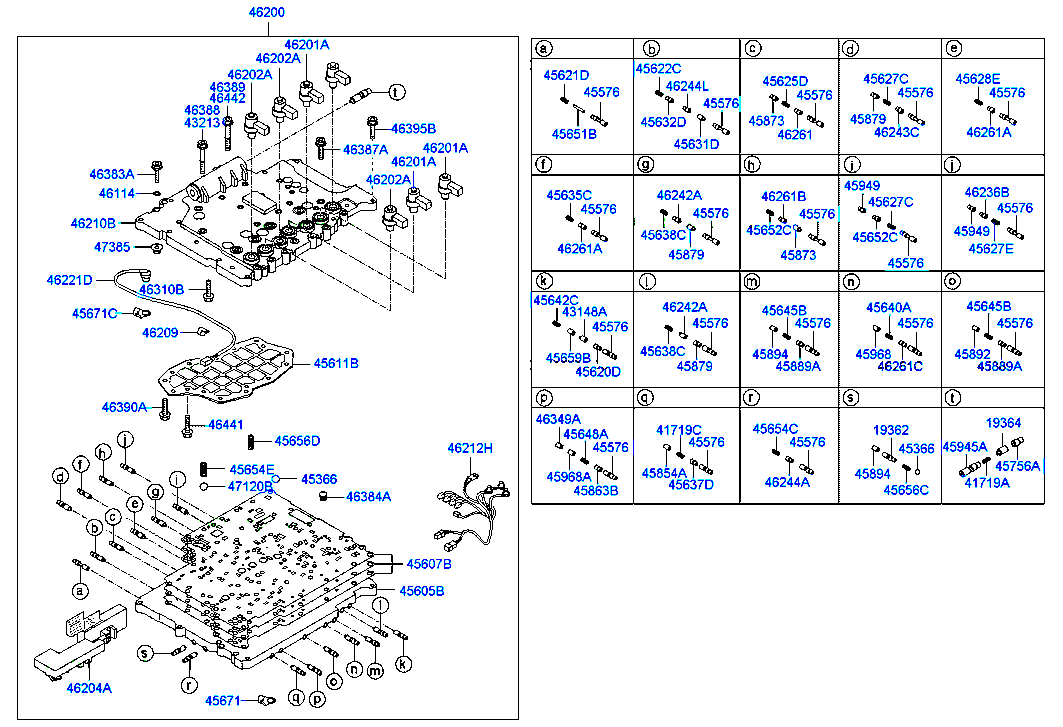 46200
46201A
46202A
46202A
46389
46442
46388
43213
t
46395B
46387A
46201A
46201A
46202A
46383A
46114
46210B
47385
46221D
46310B
45671C
46209
45611B
46390A
46441
45656D
46212H
45654E
45366
47120B
46384A
j
h
f
d
i
g
e
c
b
a
45607B
45605B
l
k
m
n
o
p
q
r
s
46204A
45671
a
b
c
d
e
45621D
45576
45651B
45622C
46244L
45576
45632D
45631D
45625D
45576
45873
46261
45627C
45576
45879
46243C
45628E
45576
46261A
f
g
h
i
j
45635C
45576
46261A
46242A
45576
45638C
45879
46261B
45576
45652C
45873
45949
45627C
45652C
45576
46236B
45576
45949
45627E
k
l
m
n
o
45642C
43148A
45576
45659B
45620D
46242A
45576
45638C
45879
45645B
45576
45894
45889A
45640A
45576
45968
46261C
45645B
45576
45892
45889A
p
q
r
s
t
46349A
45648A
45576
45968A
45863B
41719C
45576
45854A
45637D
45654C
45576
46244A
19362
45366
45894
45656C
19364
45945A
45756A
41719A